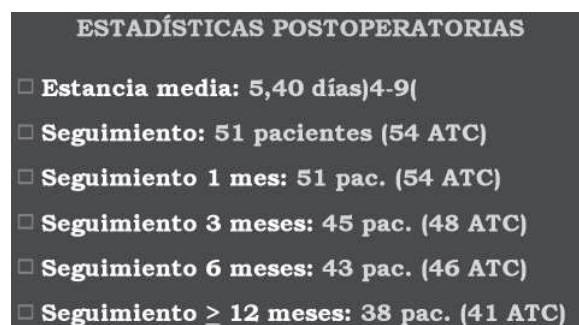 ESTADÍSTICAS POSTOPERATORIAS
Estancia media: 5,40 días)4-9(
Seguimiento: 51 pacientes (54 ATC)
Seguimiento 1 mes: 51 pac. (54 ATC)
Seguimiento 3 meses: 45 pac. (48 ATC)
Seguimiento 6 meses: 43 pac. (46 ATC)
Seguimiento ≥ 12 meses: 38 pac. (41 ATC)